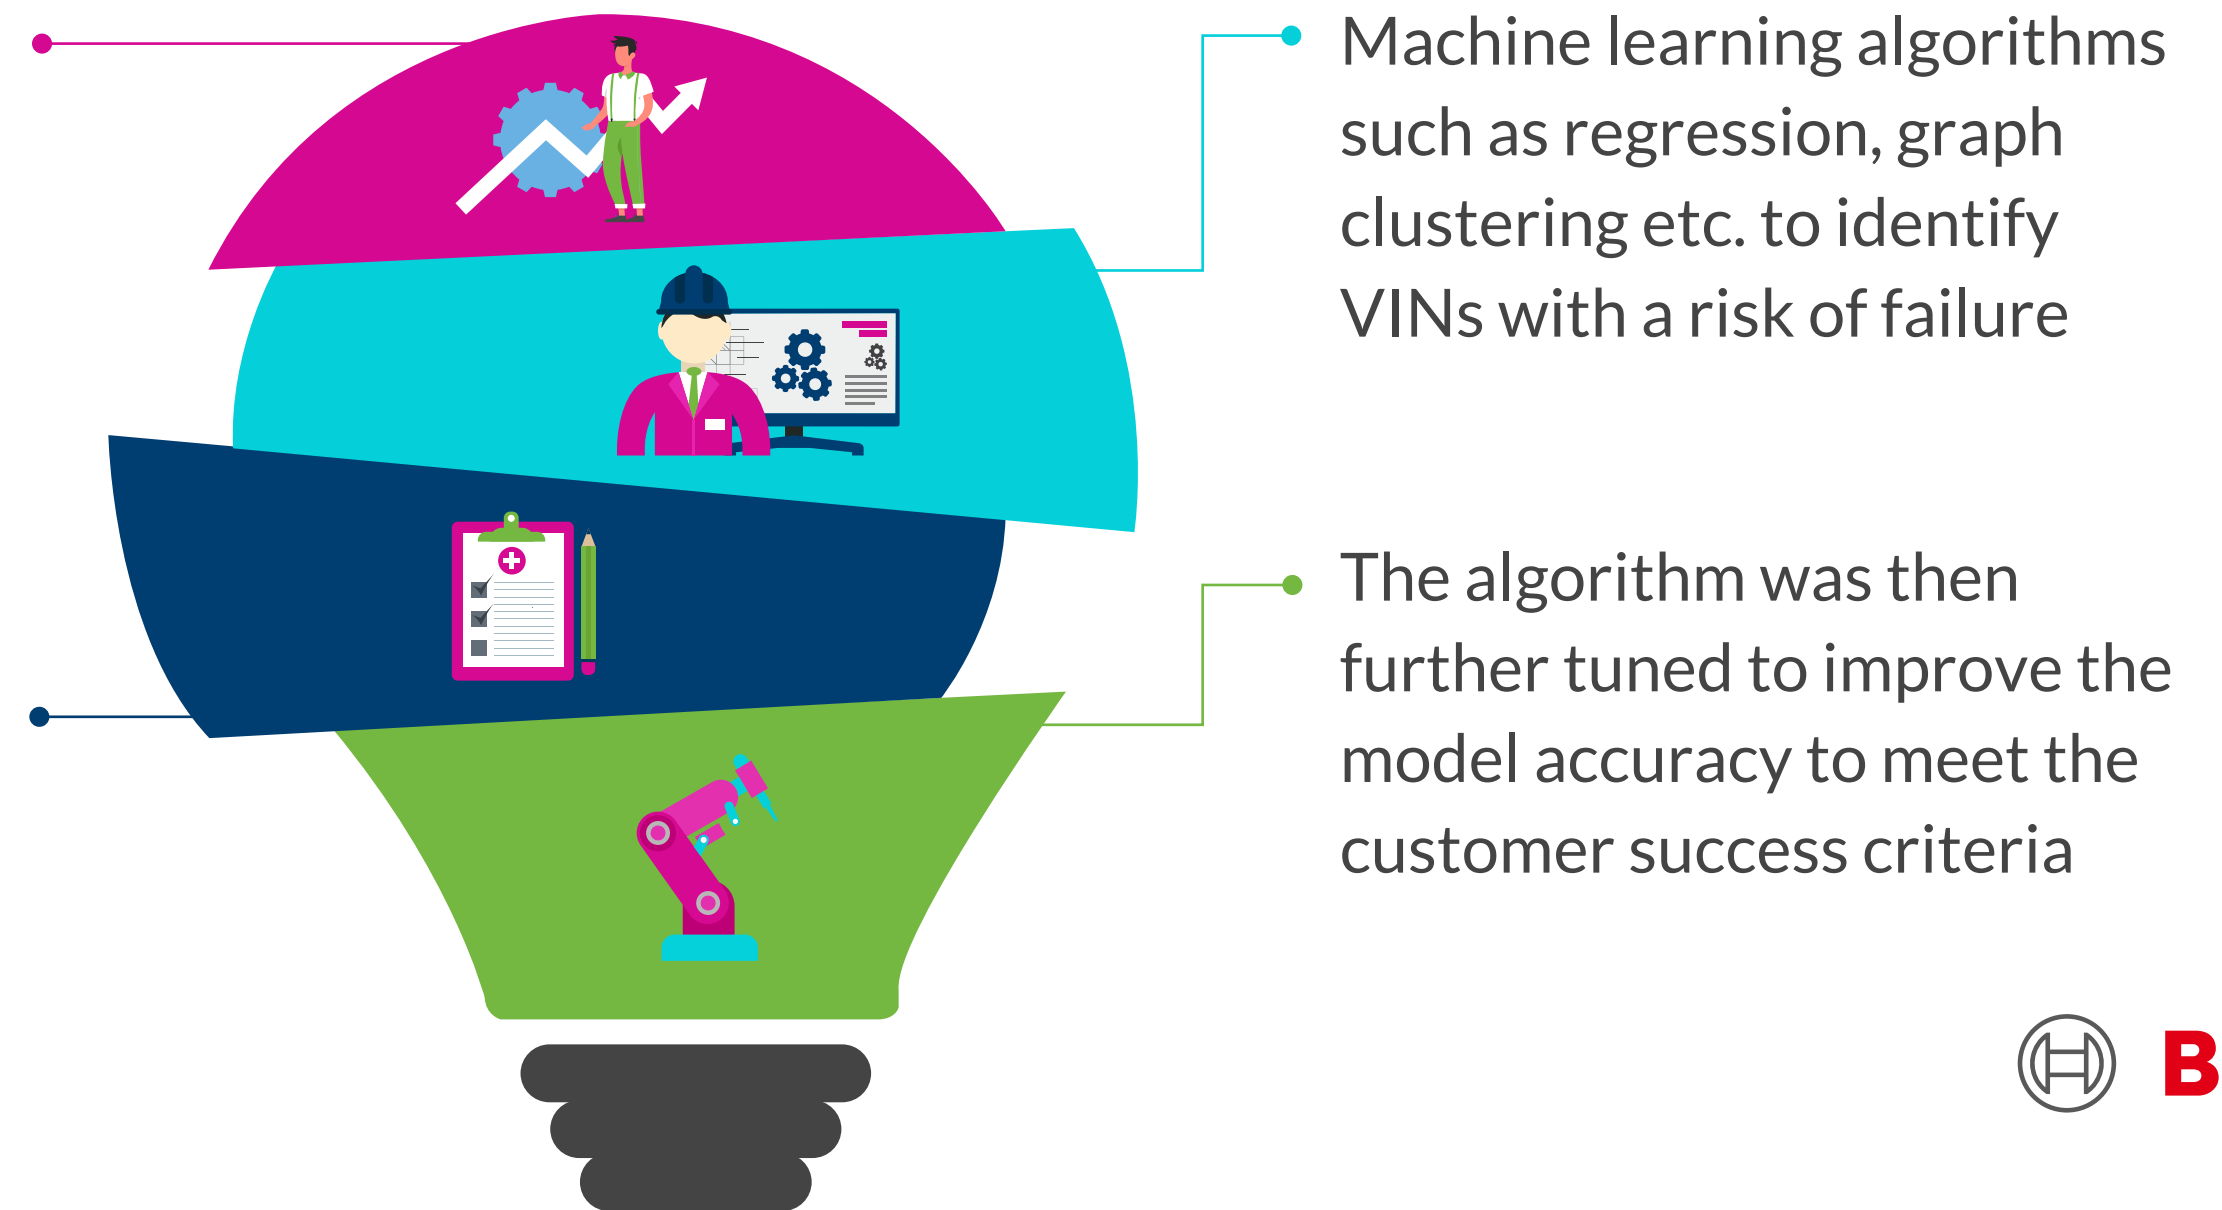 Machine learning algorithms
such as regression, graph
clustering etc. to identify
VINs with a risk of failure
The algorithm was then
further tuned to improve the
model accuracy to meet the
customer success criteria
B